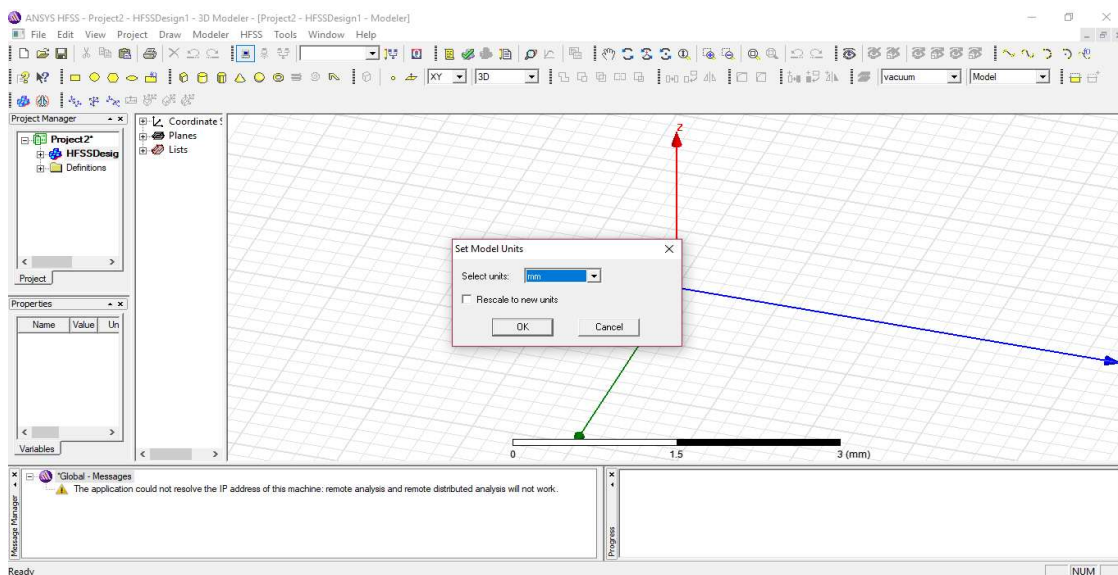 ANSYS HFSS - Project2 - HFSSDesign1 - 3D Modeler - [Project2 - HFSSDesign1 - Modeler]
File Edit View Project Draw Modeler HFSS Tools Window Help
XY 3D vacuum Model
Project Manager
Project2*
HFSSDesig
Definitions
Project
Coordinate S
Planes
Lists
Properties
Name Value Un
Variables
Z
Set Model Units
Select units: mm
Rescale to new units
OK Cancel
0 1.5 3 (mm)
Message Manager
*Global - Messages
The application could not resolve the IP address of this machine: remote analysis and remote distributed analysis will not work.
Progress
Ready NUM